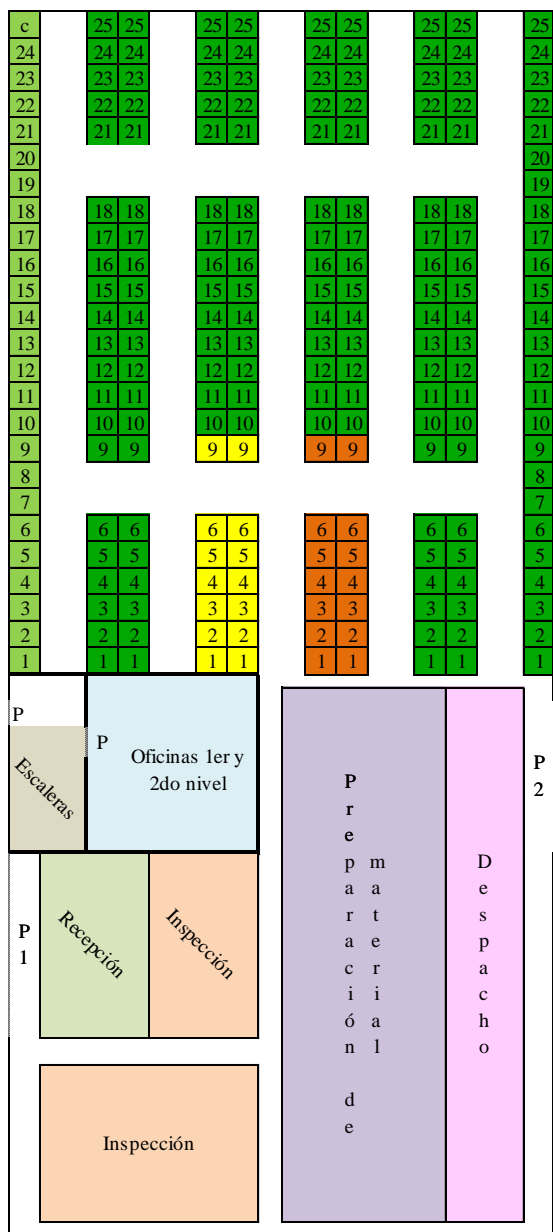 c 25 25 25 25 25 25 25 25 25
24 24 24 24 24 24 24 24 24 24
23 23 23 23 23 23 23 23 23 23
22 22 22 22 22 22 22 22 22 22
21 21 21 21 21 21 21 21 21 21
20 20
19 19
18 18 18 18 18 18 18 18 18 18
17 17 17 17 17 17 17 17 17 17
16 16 16 16 16 16 16 16 16 16
15 15 15 15 15 15 15 15 15 15
14 14 14 14 14 14 14 14 14 14
13 13 13 13 13 13 13 13 13 13
12 12 12 12 12 12 12 12 12 12
11 11 11 11 11 11 11 11 11 11
10 10 10 10 10 10 10 10 10 10
9 9 9 9 9 9 9 9 9 9
8 8
7 7
6 6 6 6 6 6 6 6 6 6
5 5 5 5 5 5 5 5 5 5
4 4 4 4 4 4 4 4 4 4
3 3 3 3 3 3 3 3 3 3
2 2 2 2 2 2 2 2 2 2
1 1 1 1 1 1 1 1 1 1
P
Escaleras
P
Oficinas 1er y
2do nivel
P1
Recepción
Inspección
Inspección
Preparación de
material
Despacho
P2